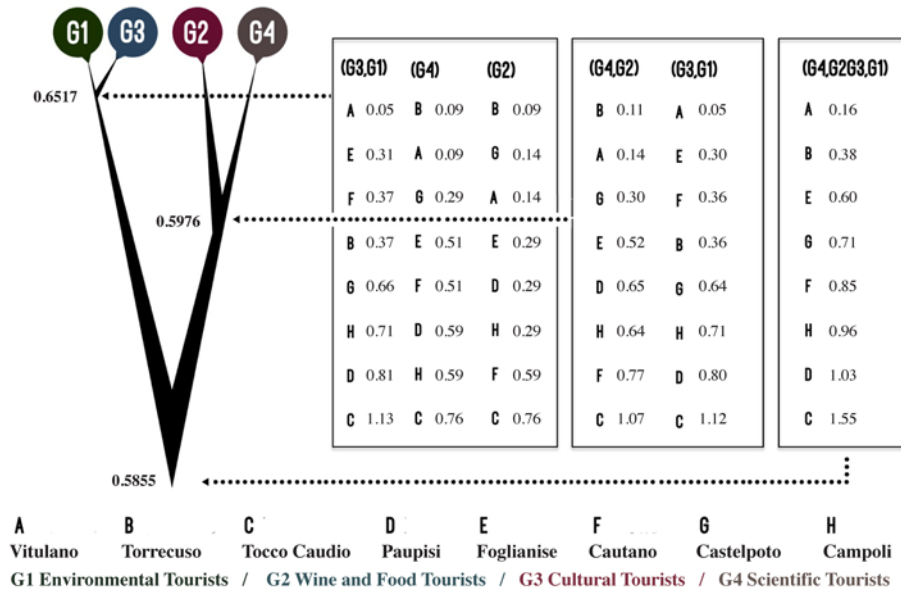 G1 G3 G2 G4
(G3,G1) (G4) (G2) (G4,G2) (G3,G1) (G4,G2G3,G1)
0.6517
A 0.05 B 0.09 B 0.09 B 0.11 A 0.05 A 0.16
E 0.31 A 0.09 G 0.14 A 0.14 E 0.30 B 0.38
F 0.37 G 0.29 A 0.14 G 0.30 F 0.36 E 0.60
0.5976
B 0.37 E 0.51 E 0.29 E 0.52 B 0.36 G 0.71
G 0.66 F 0.51 D 0.29 D 0.65 G 0.64 F 0.85
H 0.71 D 0.59 H 0.29 H 0.64 H 0.71 H 0.96
D 0.81 H 0.59 F 0.59 F 0.77 D 0.80 D 1.03
C 1.13 C 0.76 C 0.76 C 1.07 C 1.12 C 1.55
0.5855
A B C D E F G H
Vitulano Torrecuso Tocco Caudio Paupisi Foglianise Cautano Castelpoto Campoli
G1 Environmental Tourists / G2 Wine and Food Tourists / G3 Cultural Tourists / G4 Scientific Tourists